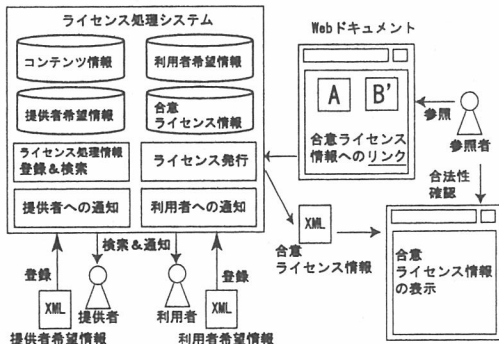 ライセンス処理システム
コンテンツ情報
利用者希望情報
提供者希望情報
合意
ライセンス情報
ライセンス処理情報
登録&検索
ライセンス発行
提供者への通知
利用者への通知
Webドキュメント
A
B'
合意ライセンス
情報へのリンク
参照
参照者
合法性
確認
XML
合意
ライセンス情報
合意
ライセンス情報
の表示
登録
検索&通知
登録
XML
提供者
利用者
XML
提供者希望情報
利用者希望情報